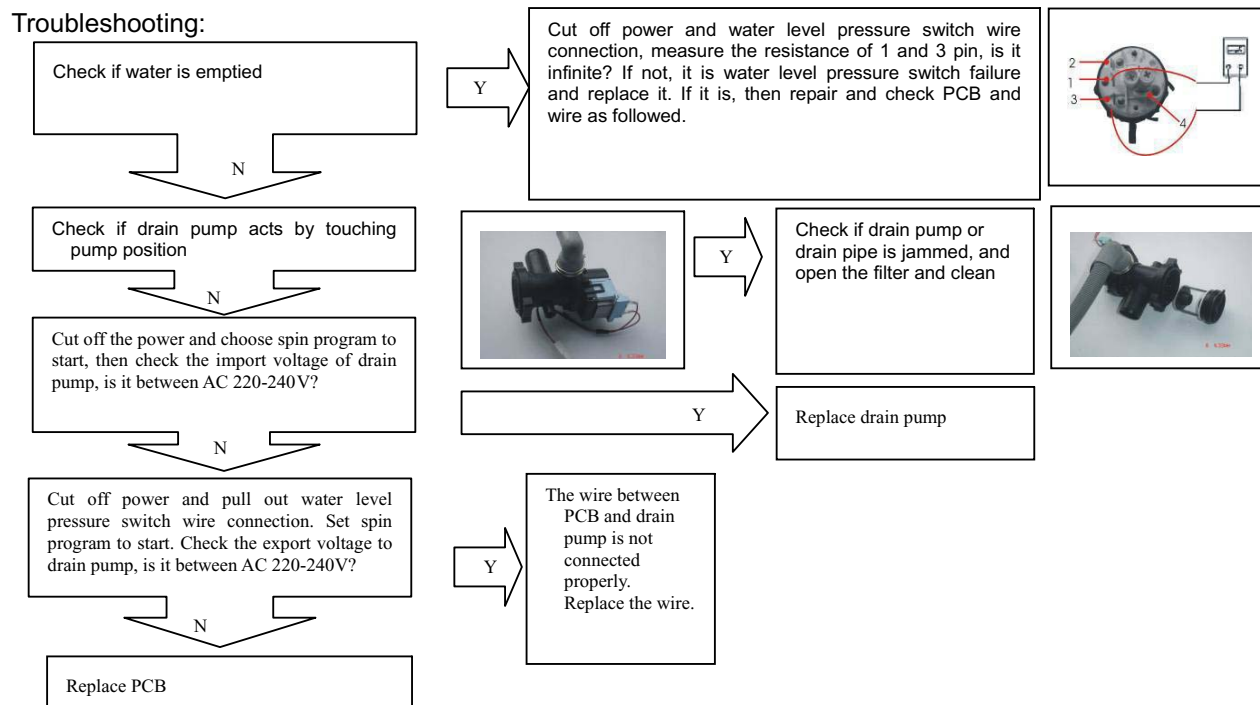 Troubleshooting:
Check if water is emptied
Y
Cut off power and water level pressure switch wire
connection, measure the resistance of 1 and 3 pin, is it
infinite? If not, it is water level pressure switch failure
and replace it. If it is, then repair and check PCB and
wire as followed.
2
1
3
4
N
Check if drain pump acts by touching
pump position
Y
Check if drain pump or
drain pipe is jammed, and
open the filter and clean
N
Cut off the power and choose spin program to
start, then check the import voltage of drain
pump, is it between AC 220-240V?
Y
Replace drain pump
N
Cut off power and pull out water level
pressure switch wire connection. Set spin
program to start. Check the export voltage to
drain pump, is it between AC 220-240V?
Y
The wire between
PCB and drain
pump is not
connected
properly.
Replace the wire.
N
Replace PCB